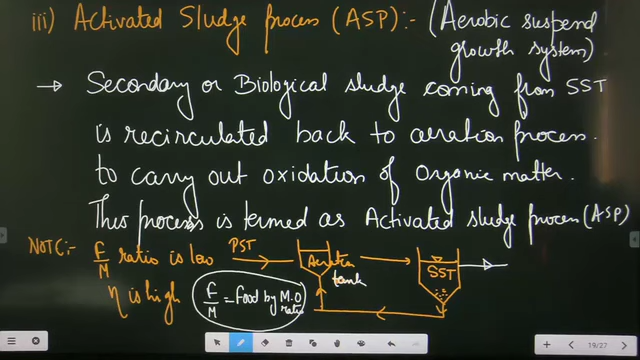 iii) Activated Sludge process (ASP):- (Aerobic suspend growth system)
→ Secondary or Biological sludge coming from SST
is recirculated back to aeration process.
to carry out oxidation of Organic matter.
This process is termed as Activated sludge process (ASP)
NOTE:- F/M ratio is low
η is high
F/M = Food by M.O ratio
PST
Aeration tank
SST
19/27